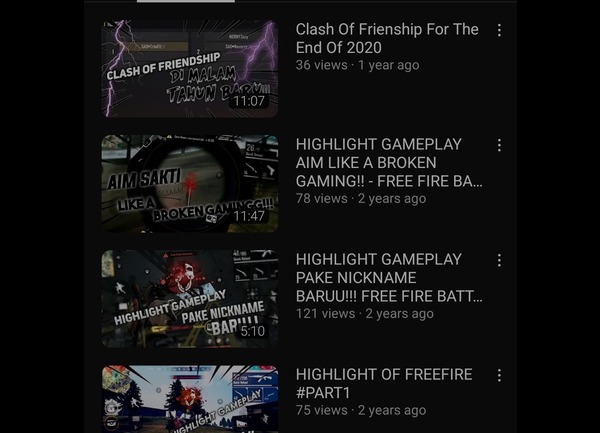 CLASH OF FRIENDSHIP
DI MALAM
TAHUN BARU!!!
11:07
Clash Of Frienship For The
End Of 2020
36 views · 1 year ago
AIM SAKTI
LIKE A
BROKEN GAMING!!!
11:47
HIGHLIGHT GAMEPLAY
AIM LIKE A BROKEN
GAMING!! - FREE FIRE BA...
78 views · 2 years ago
HIGHLIGHT GAMEPLAY
PAKE NICKNAME
BARU!!!
5:10
HIGHLIGHT GAMEPLAY
PAKE NICKNAME
BARUU!!! FREE FIRE BATT...
121 views · 2 years ago
HIGHLIGHT GAMEPLAY
HIGHLIGHT OF FREEFIRE
#PART1
75 views · 2 years ago